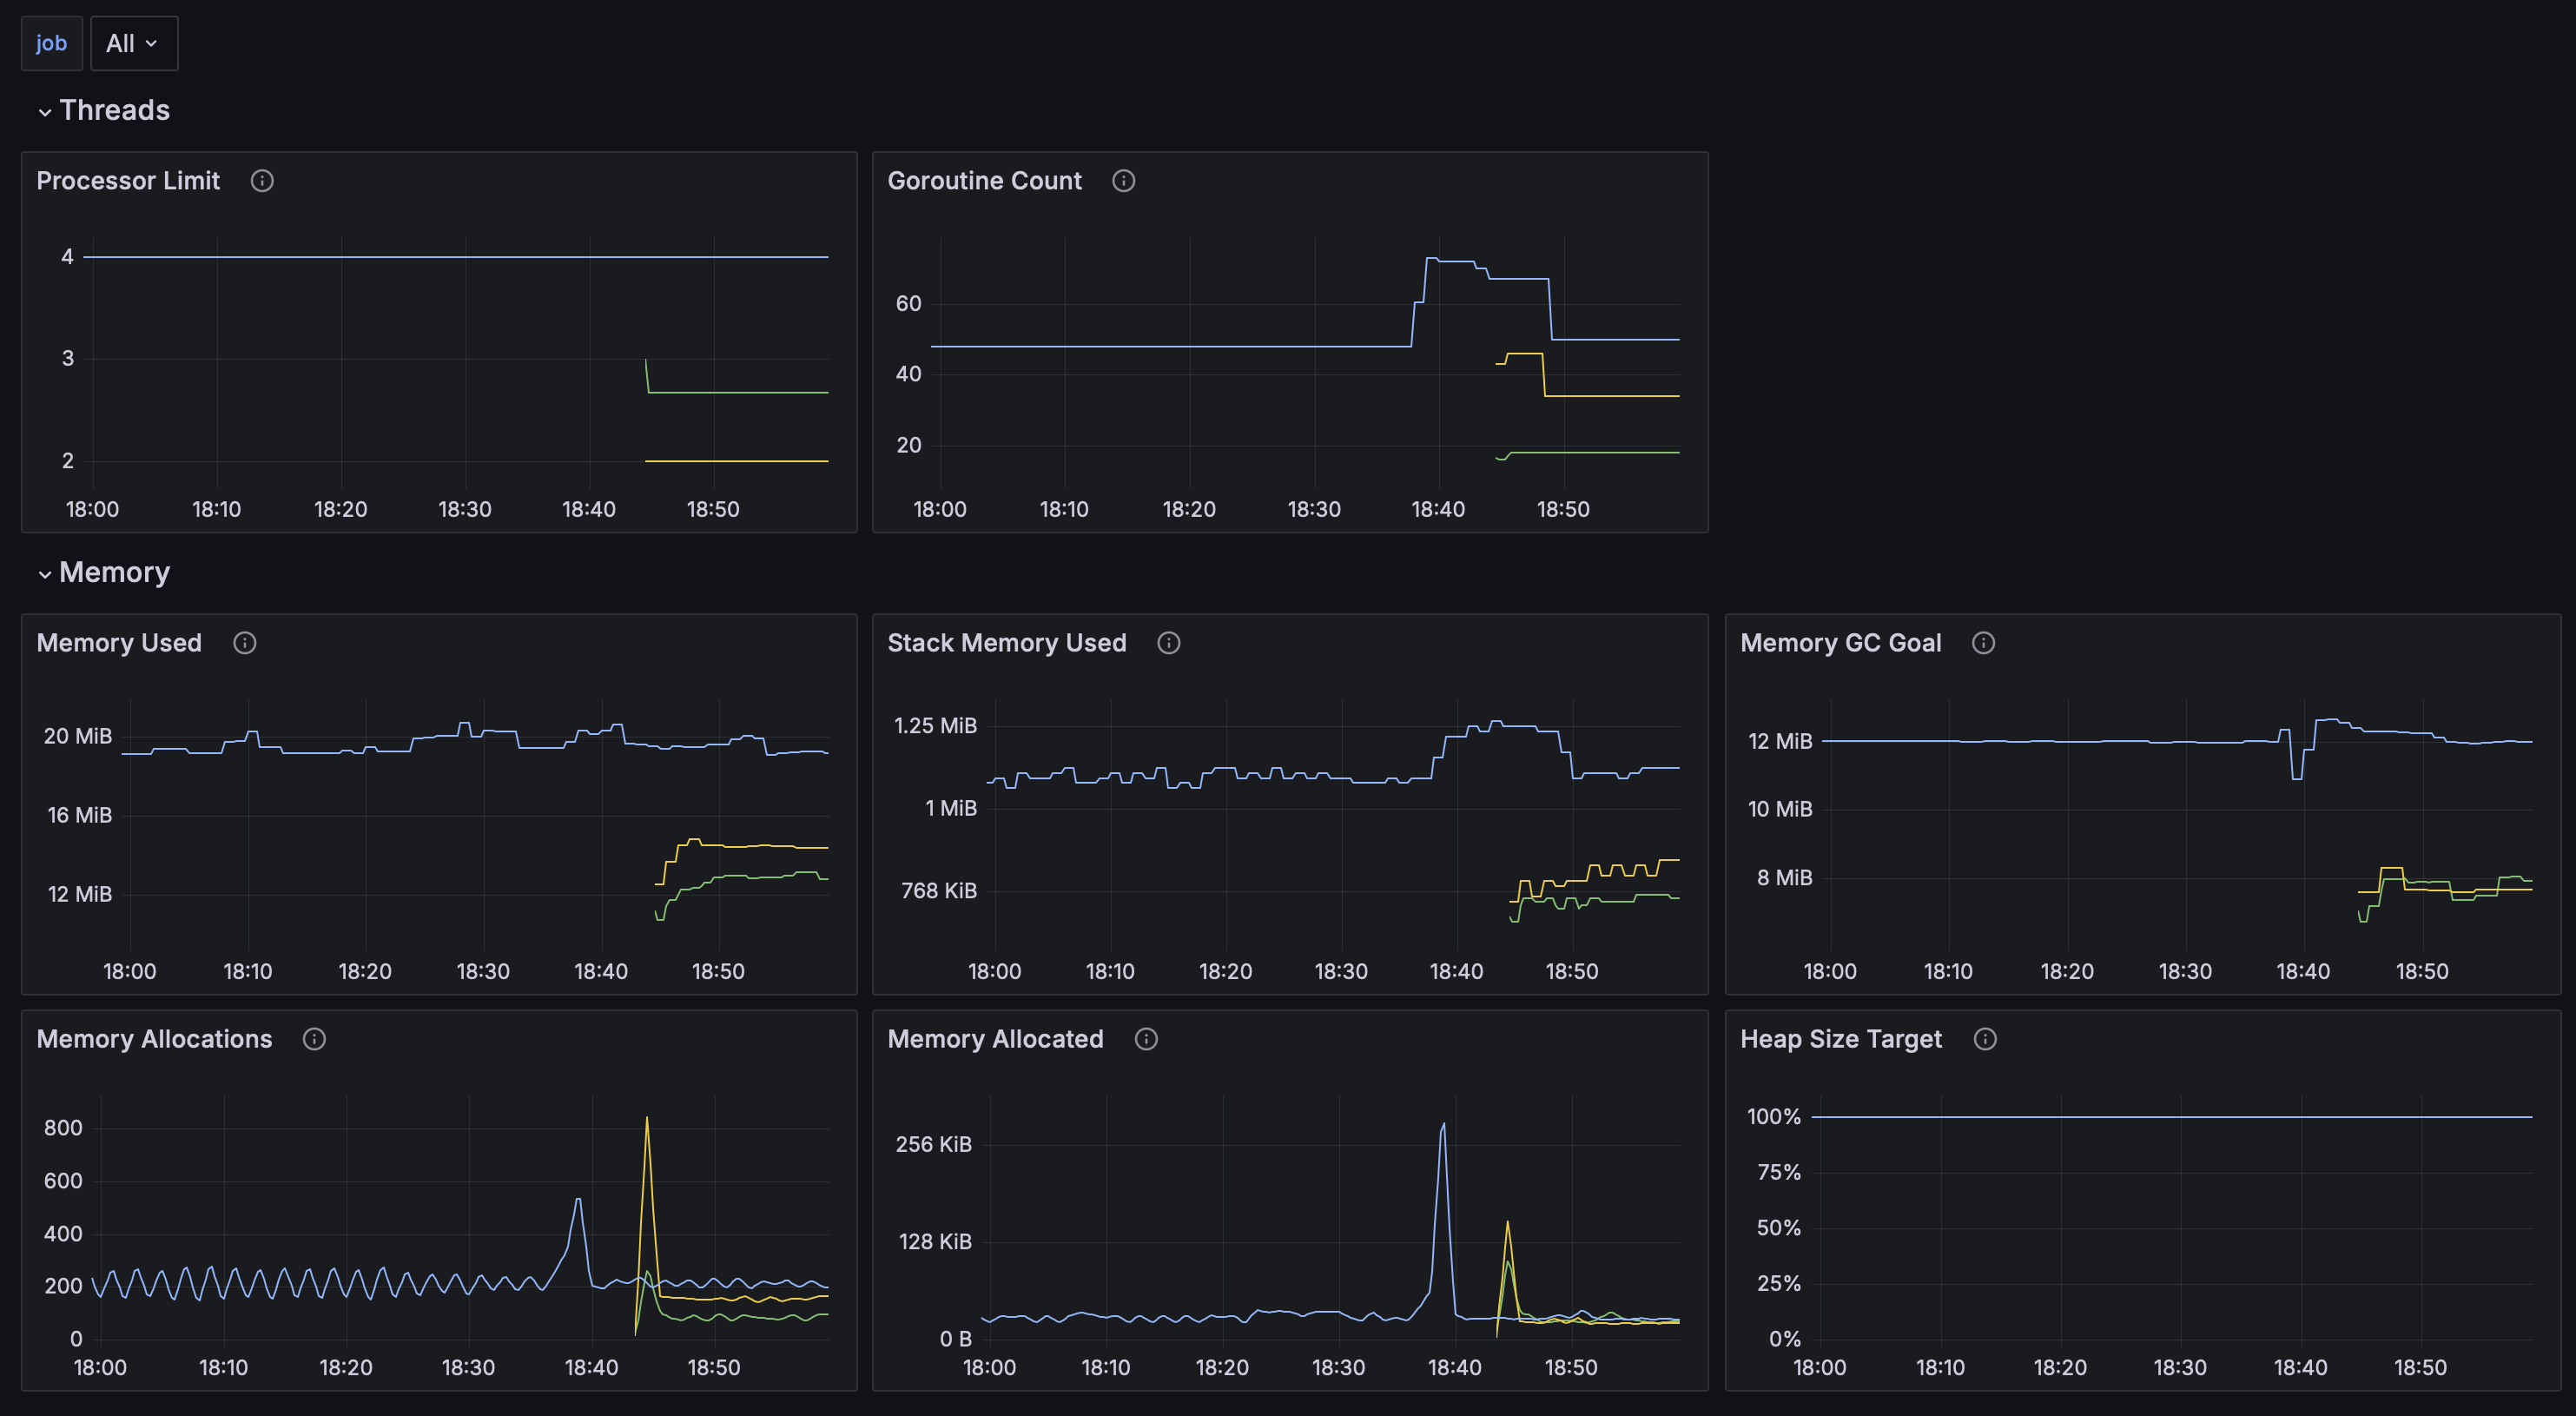 job All
Threads
Processor Limit
4
3
2
18:00 18:10 18:20 18:30 18:40 18:50
Goroutine Count
60
40
20
18:00 18:10 18:20 18:30 18:40 18:50
Memory
Memory Used
20 MiB
16 MiB
12 MiB
18:00 18:10 18:20 18:30 18:40 18:50
Stack Memory Used
1.25 MiB
1 MiB
768 KiB
18:00 18:10 18:20 18:30 18:40 18:50
Memory GC Goal
12 MiB
10 MiB
8 MiB
18:00 18:10 18:20 18:30 18:40 18:50
Memory Allocations
800
600
400
200
0
18:00 18:10 18:20 18:30 18:40 18:50
Memory Allocated
256 KiB
128 KiB
0 B
18:00 18:10 18:20 18:30 18:40 18:50
Heap Size Target
100%
75%
50%
25%
0%
18:00 18:10 18:20 18:30 18:40 18:50